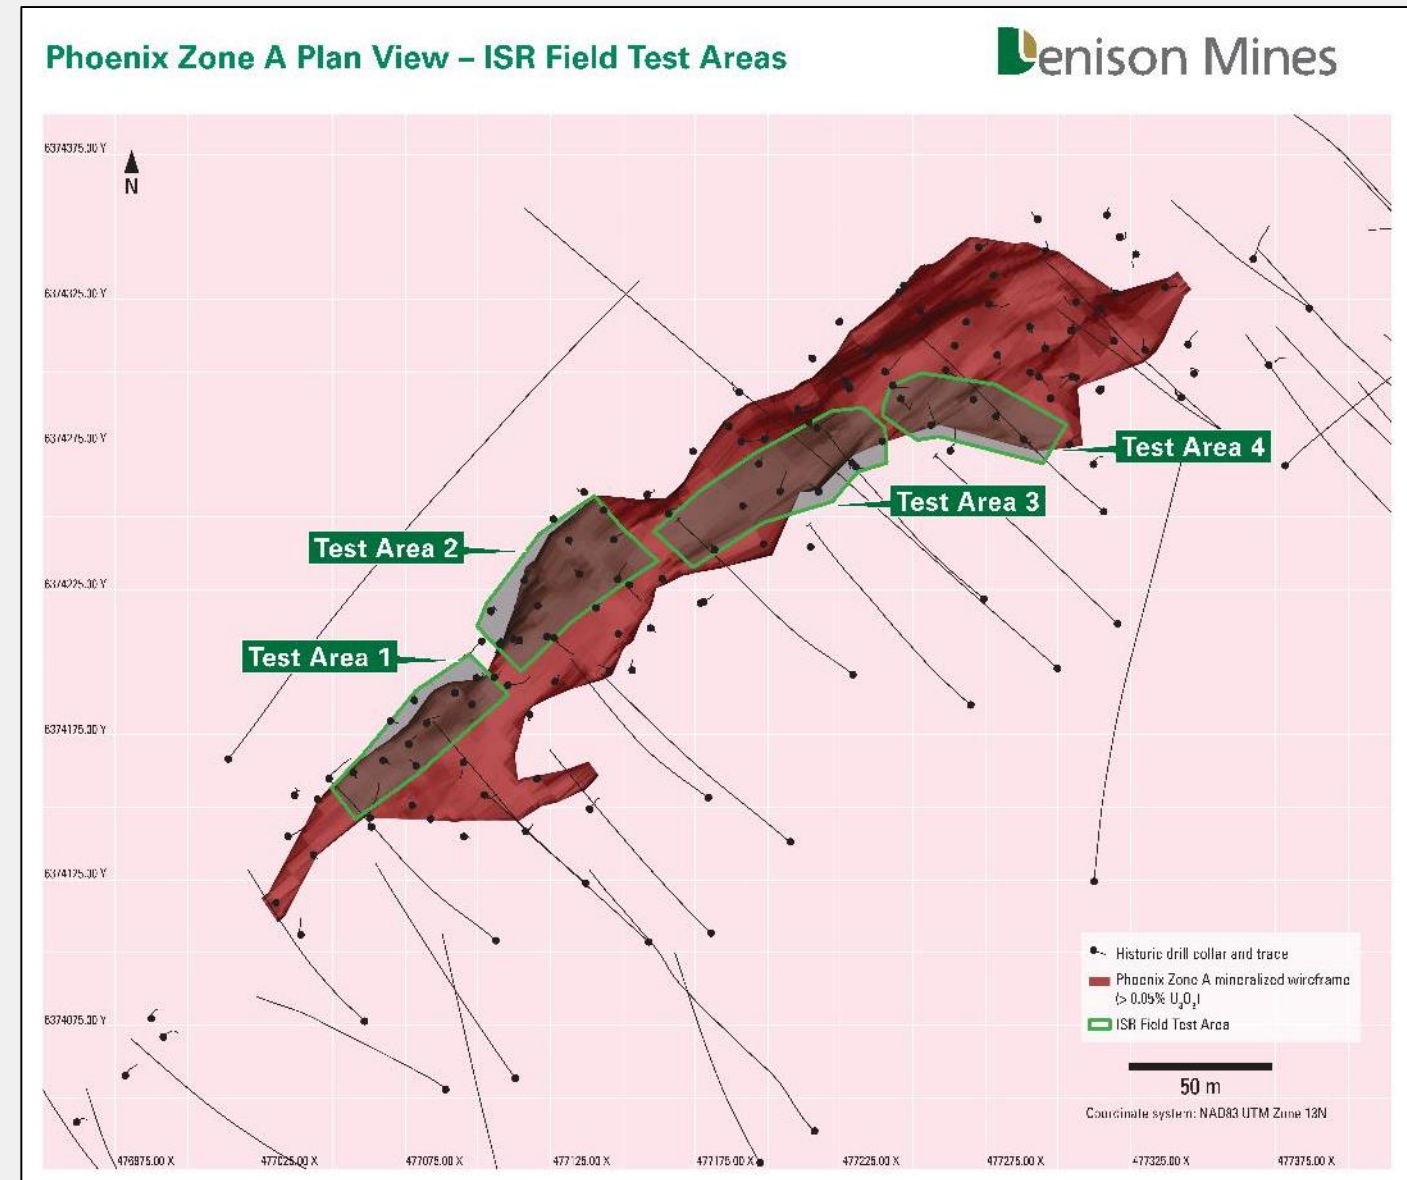 Phoenix Zone A Plan View – ISR Field Test Areas
Denison Mines
6374375.00 Y
N
6374325.00 Y
6374275.00 Y
Test Area 4
Test Area 3
Test Area 2
6374225.00 Y
Test Area 1
6374175.00 Y
6374125.00 Y
Historic drill collar and trace
Phoenix Zone A mineralized wireframe
(> 0.05% U₃O₈)
ISR Field Test Area
6374075.00 Y
50 m
Coordinate system: NAD83 UTM Zone 13N
476975.00 X 477025.00 X 477075.00 X 477125.00 X 477175.00 X 477225.00 X 477275.00 X 477325.00 X 477375.00 X